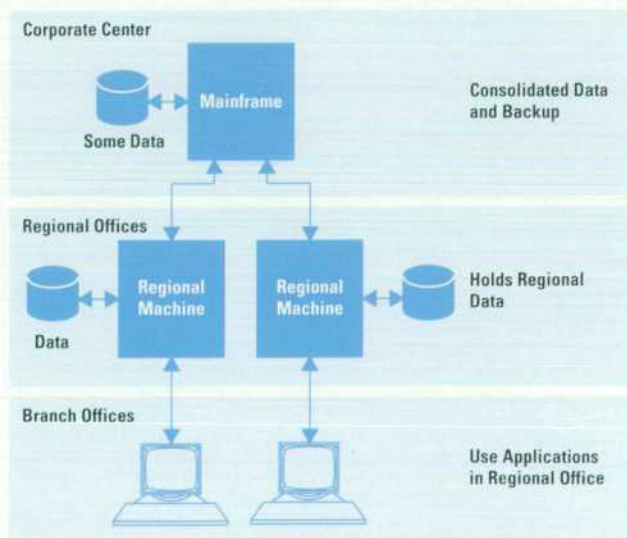 Corporate Center
Mainframe
Some Data
Consolidated Data
and Backup
Regional Offices
Regional
Machine
Data
Regional
Machine
Holds Regional
Data
Branch Offices
Use Applications
in Regional Office